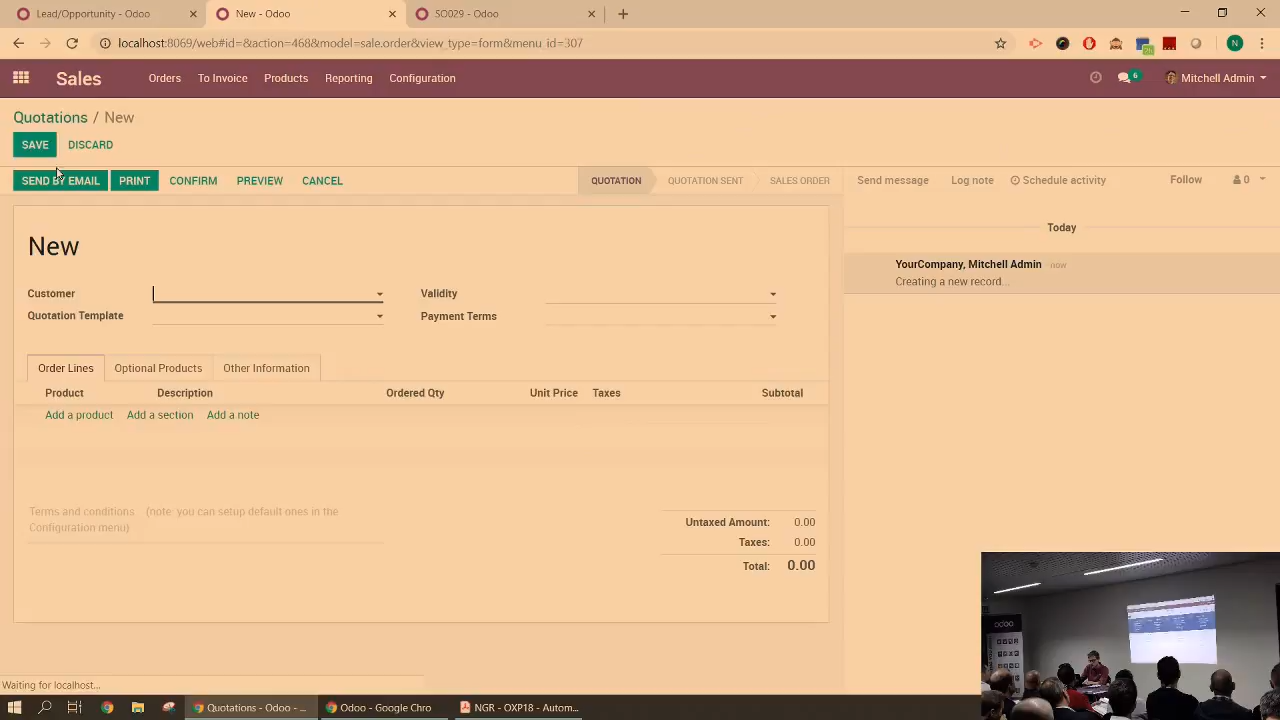 Lead/Opportunity - Odoo
New - Odoo
SO029 - Odoo
localhost:8069/web#id=&action=468&model=sale.order&view_type=form&menu_id=307
N
Sales
Orders
To Invoice
Products
Reporting
Configuration
6
Mitchell Admin
Quotations / New
SAVE
DISCARD
SEND BY EMAIL
PRINT
CONFIRM
PREVIEW
CANCEL
QUOTATION
QUOTATION SENT
SALES ORDER
Send message
Log note
Schedule activity
Follow
0
Today
New
YourCompany, Mitchell Admin - now
Creating a new record...
Customer
Validity
Quotation Template
Payment Terms
Order Lines
Optional Products
Other Information
Product
Description
Ordered Qty
Unit Price
Taxes
Subtotal
Add a product
Add a section
Add a note
Terms and conditions (note: you can setup default ones in the
Configuration menu)
Untaxed Amount: 0.00
Taxes: 0.00
Total: 0.00
odoo
Waiting for localhost...
Quotations - Odoo - ...
Odoo - Google Chro
NGR - OXP18 - Autom...